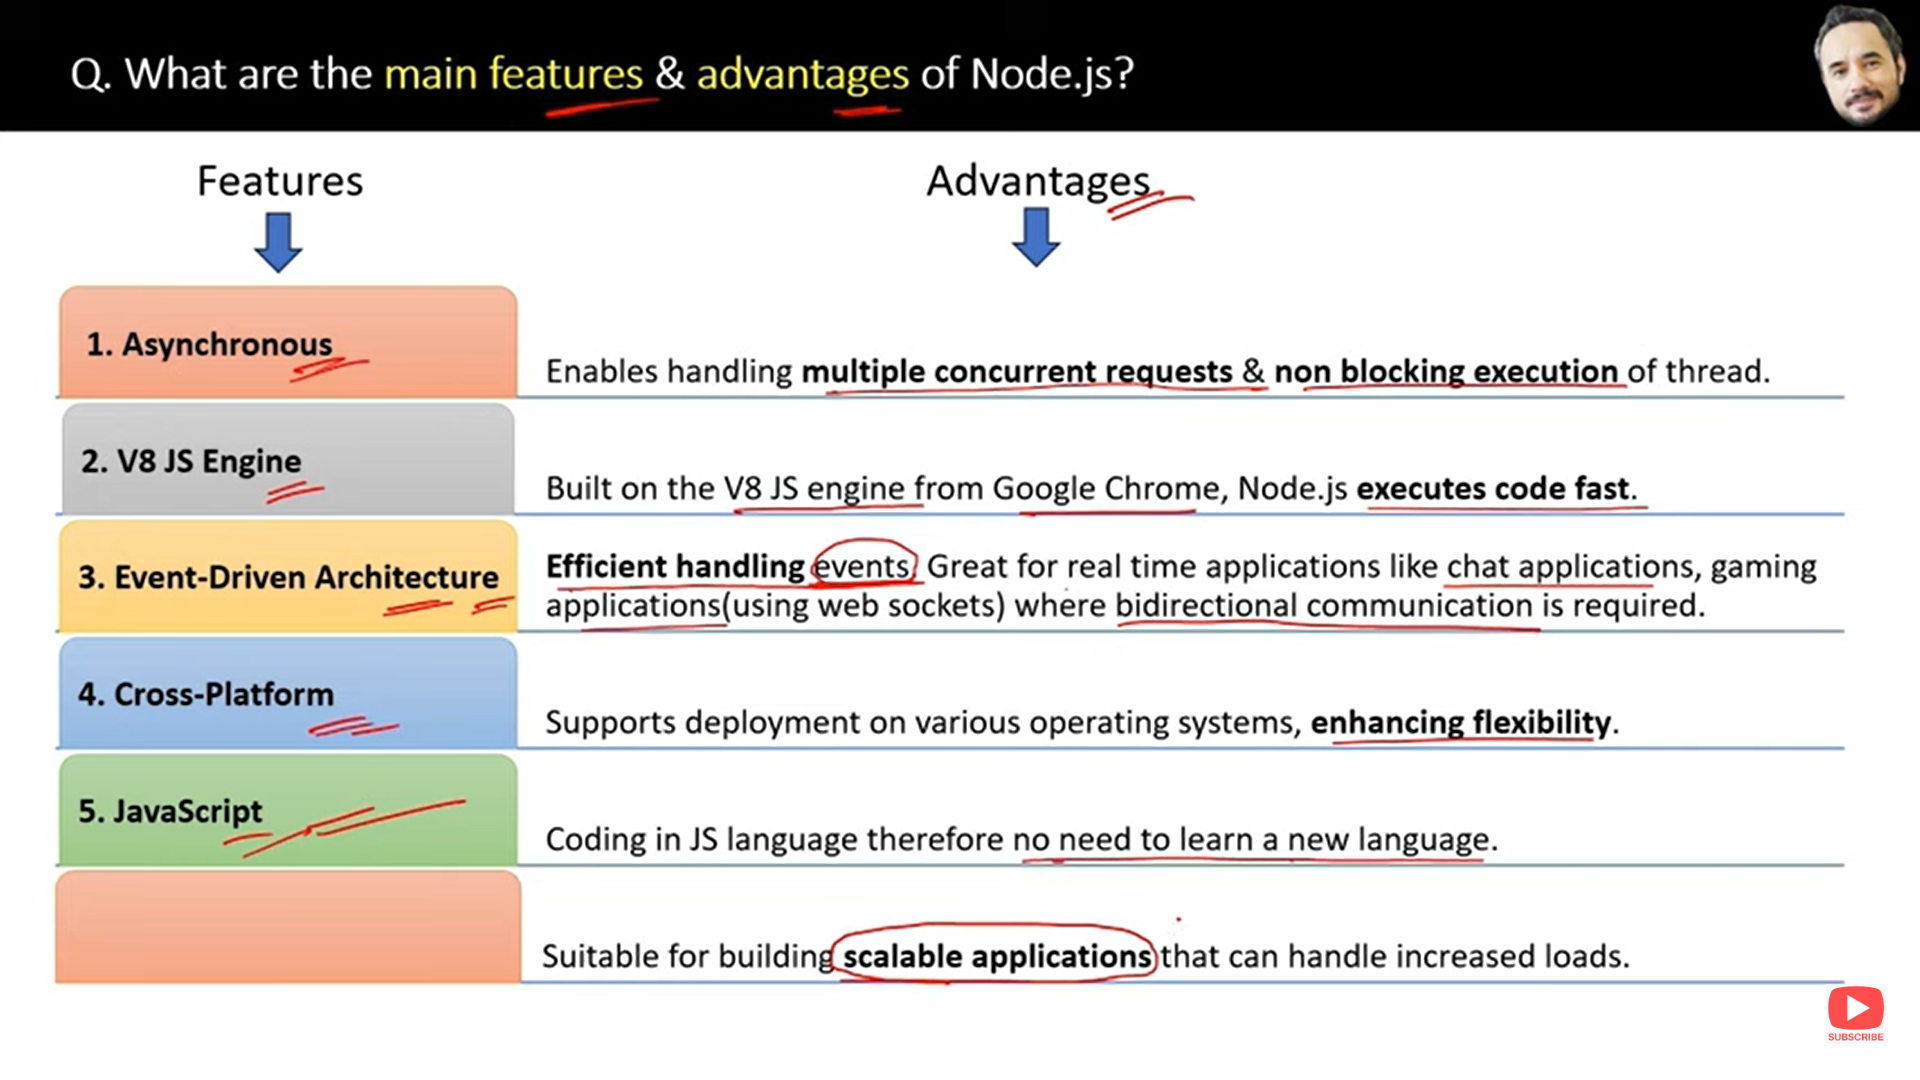 Q. What are the main features & advantages of Node.js?
Features
Advantages
1. Asynchronous
Enables handling multiple concurrent requests & non blocking execution of thread.
2. V8 JS Engine
Built on the V8 JS engine from Google Chrome, Node.js executes code fast.
3. Event-Driven Architecture
Efficient handling events. Great for real time applications like chat applications, gaming
applications(using web sockets) where bidirectional communication is required.
4. Cross-Platform
Supports deployment on various operating systems, enhancing flexibility.
5. JavaScript
Coding in JS language therefore no need to learn a new language.
Suitable for building scalable applications that can handle increased loads.
SUBSCRIBE